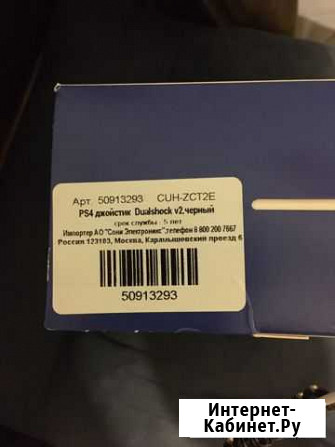 Арт. 50913293 CUH-ZCT2E
PS4 джойстик Dualshock v2.черный
срок службы - 5 лет
Импортер АО "Сони Электроникс",телефон 8 800 200 7667
Россия 123103, Москва, Карамышевский проезд 6
50913293
Интернет-
Кабинет.Ру